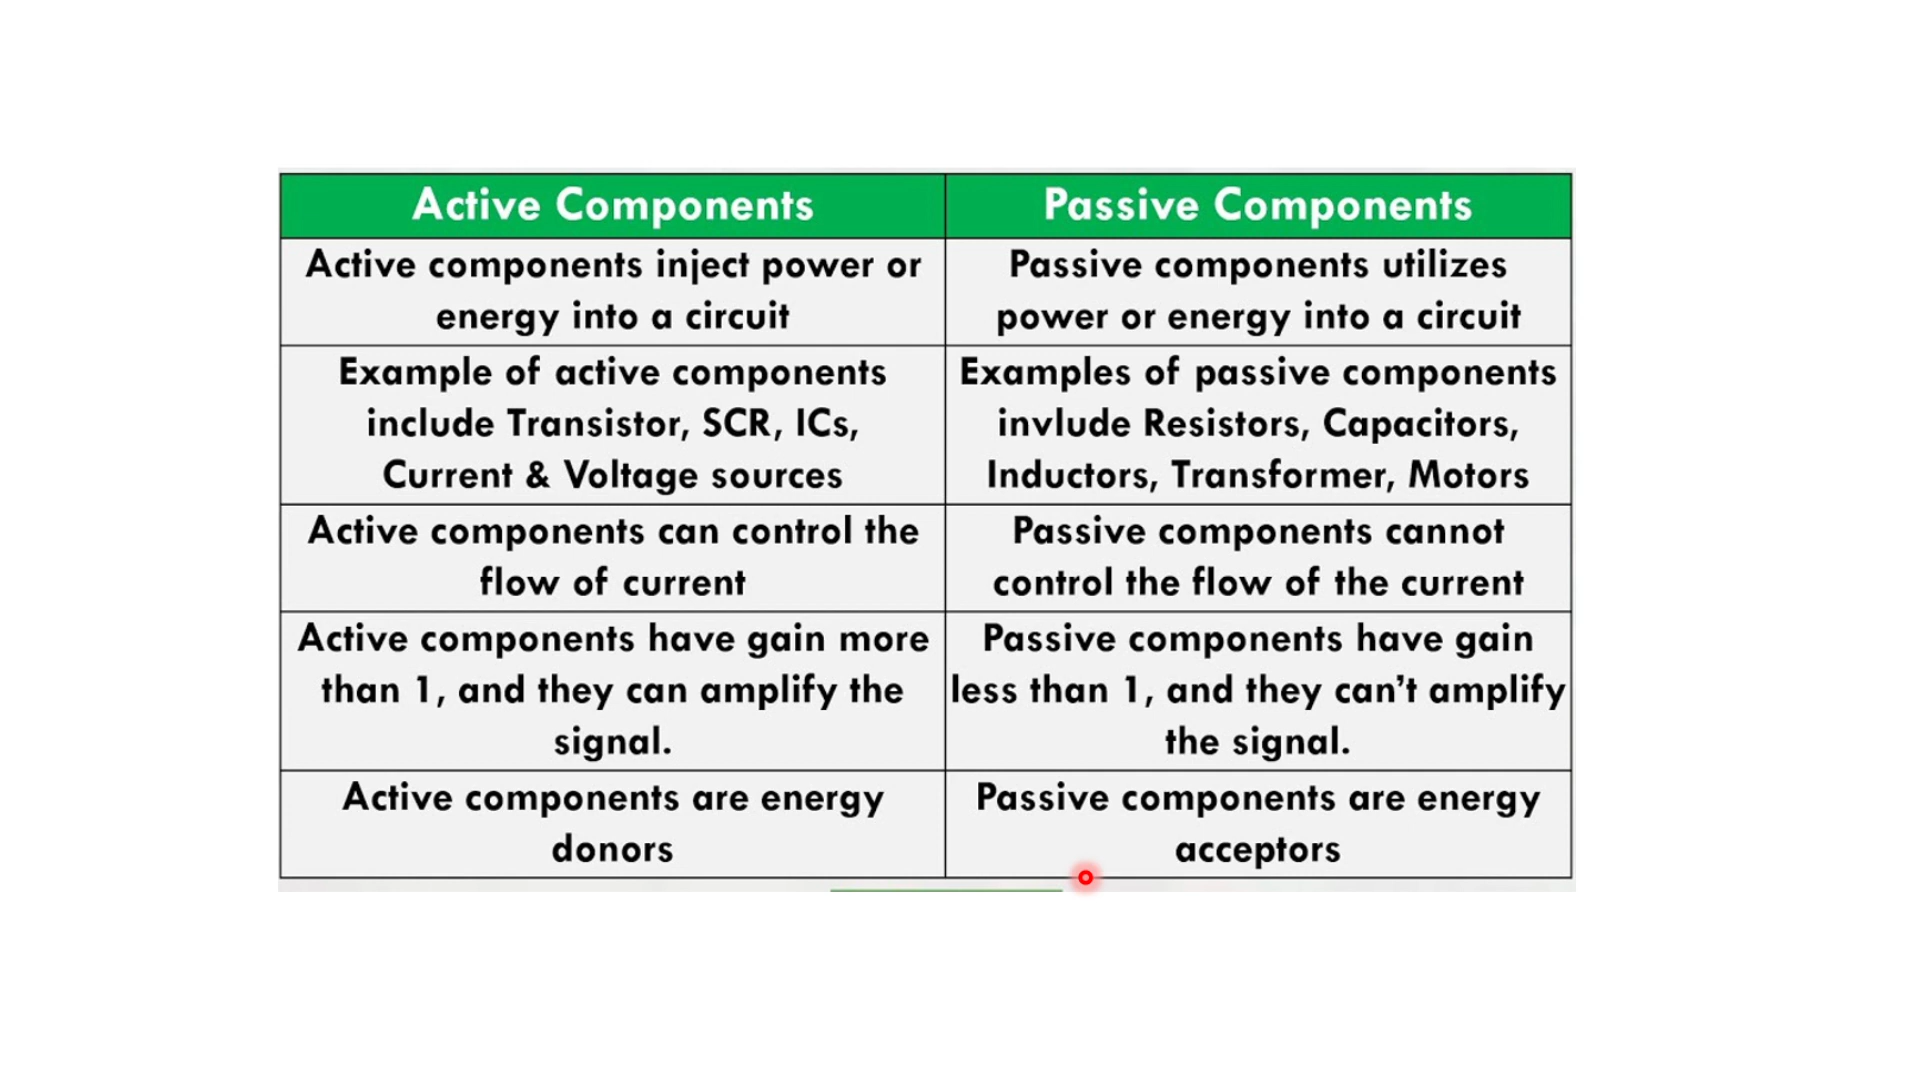 Active Components
Passive Components
Active components inject power or
energy into a circuit
Passive components utilizes
power or energy into a circuit
Example of active components
include Transistor, SCR, ICs,
Current & Voltage sources
Examples of passive components
invlude Resistors, Capacitors,
Inductors, Transformer, Motors
Active components can control the
flow of current
Passive components cannot
control the flow of the current
Active components have gain more
than 1, and they can amplify the
signal.
Passive components have gain
less than 1, and they can't amplify
the signal.
Active components are energy
donors
Passive components are energy
acceptors